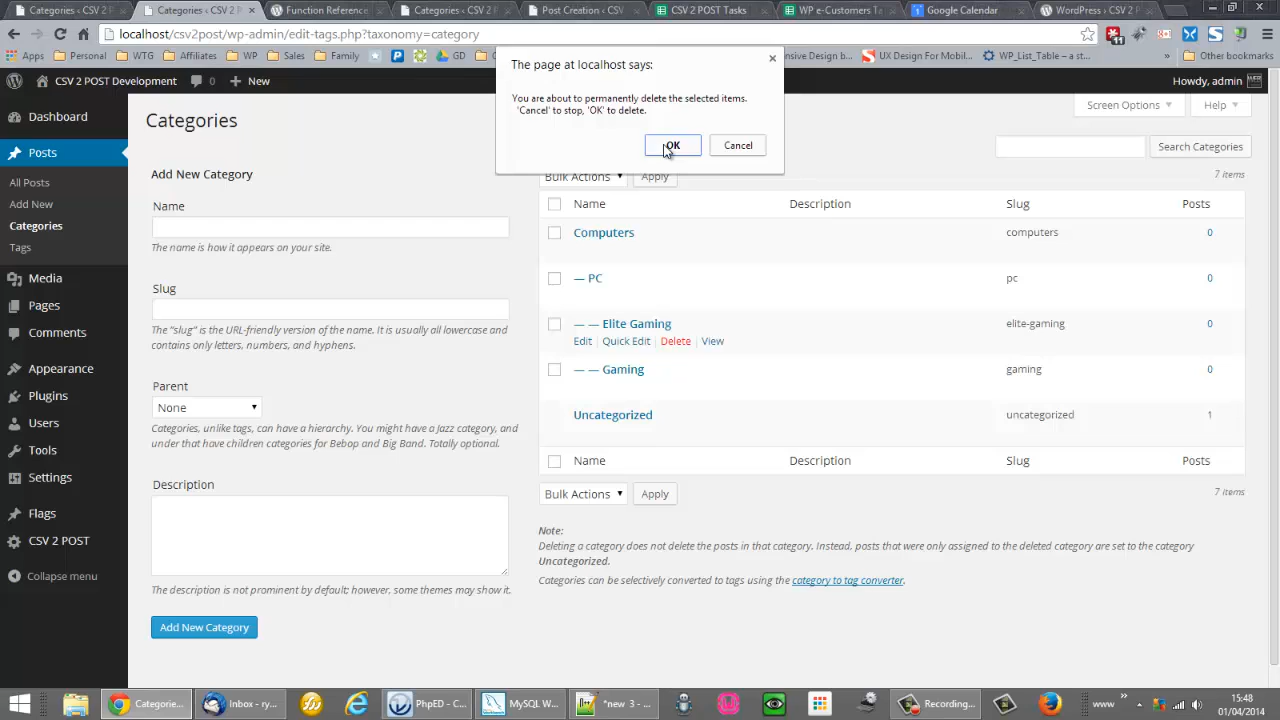 Categories ‹ CSV 2 POS
Categories ‹ CSV 2 POS
Function Reference
Categories ‹ CSV 2 P
Post Creation ‹ CSV
CSV 2 POST Tasks
WP e-Customers
Google Calendar
WordPress ‹ CSV 2 P
localhost/csv2post/wp-admin/edit-tags.php?taxonomy=category
11
Apps
Posts
WTG
Affiliates
Business
Sales
Family
GD
Design B
UX Design For Mobil...
WP_List_Table – a st...
Other bookmarks
CSV 2 POST Development
0
New
Howdy, admin
The page at localhost says:
You are about to permanently delete the selected items.
'Cancel' to stop, 'OK' to delete.
OK
Cancel
Dashboard
Posts
All Posts
Add New
Categories
Tags
Media
Pages
Comments
Appearance
Plugins
Users
Tools
Settings
Flags
CSV 2 POST
Collapse menu
Categories
Screen Options
Help
Search Categories
Add New Category
Name
The name is how it appears on your site.
Slug
The "slug" is the URL-friendly version of the name. It is usually all lowercase and
contains only letters, numbers, and hyphens.
Parent
None
Categories, unlike tags, can have a hierarchy. You might have a Jazz category, and
under that have children categories for Bebop and Big Band. Totally optional.
Description
The description is not prominent by default; however, some themes may show it.
Add New Category
Bulk Actions
Apply
7 items
Name Description Slug Posts
Computers computers 0
— PC pc 0
— — Elite Gaming elite-gaming 0
Edit | Quick Edit | Delete | View
— — Gaming gaming 0
Uncategorized uncategorized 1
Name Description Slug Posts
Bulk Actions
Apply
7 items
Note:
Deleting a category does not delete the posts in that category. Instead, posts that were only assigned to the deleted category are set to the category
Uncategorized.
Categories can be selectively converted to tags using the category to tag converter.
Categorie...
Inbox - ry...
PhpED - C...
MySQL W...
*new 3 - ...
Recording...
www
15:48
01/04/2014